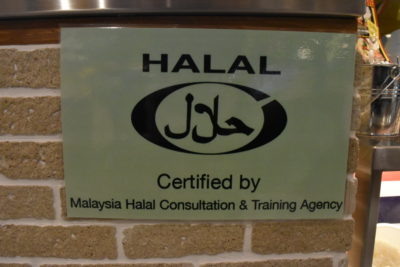 HALAL
حلال
Certified by
Malaysia Halal Consultation & Training Agency